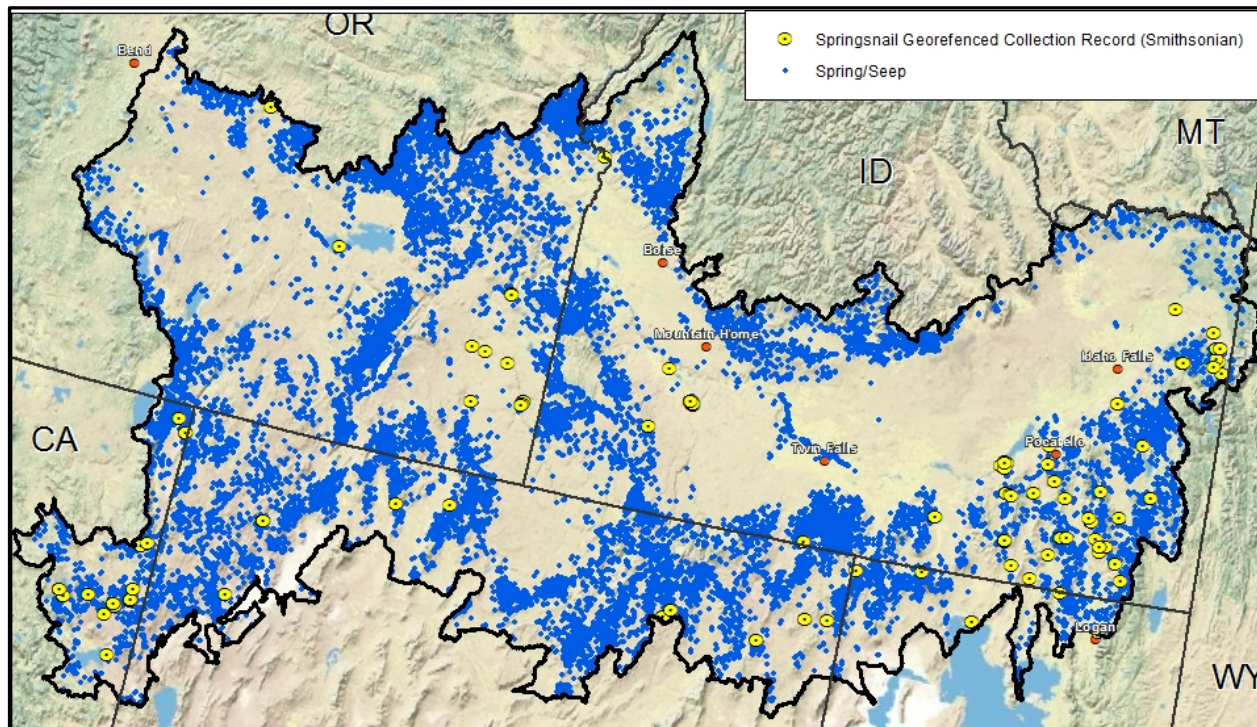 OR
Springsnail Georefenced Collection Record (Smithsonian)
Spring/Seep
Bend
MT
ID
Boise
Mountain Home
Idaho Falls
CA
Twin Falls
Pocatello
Logan
WY